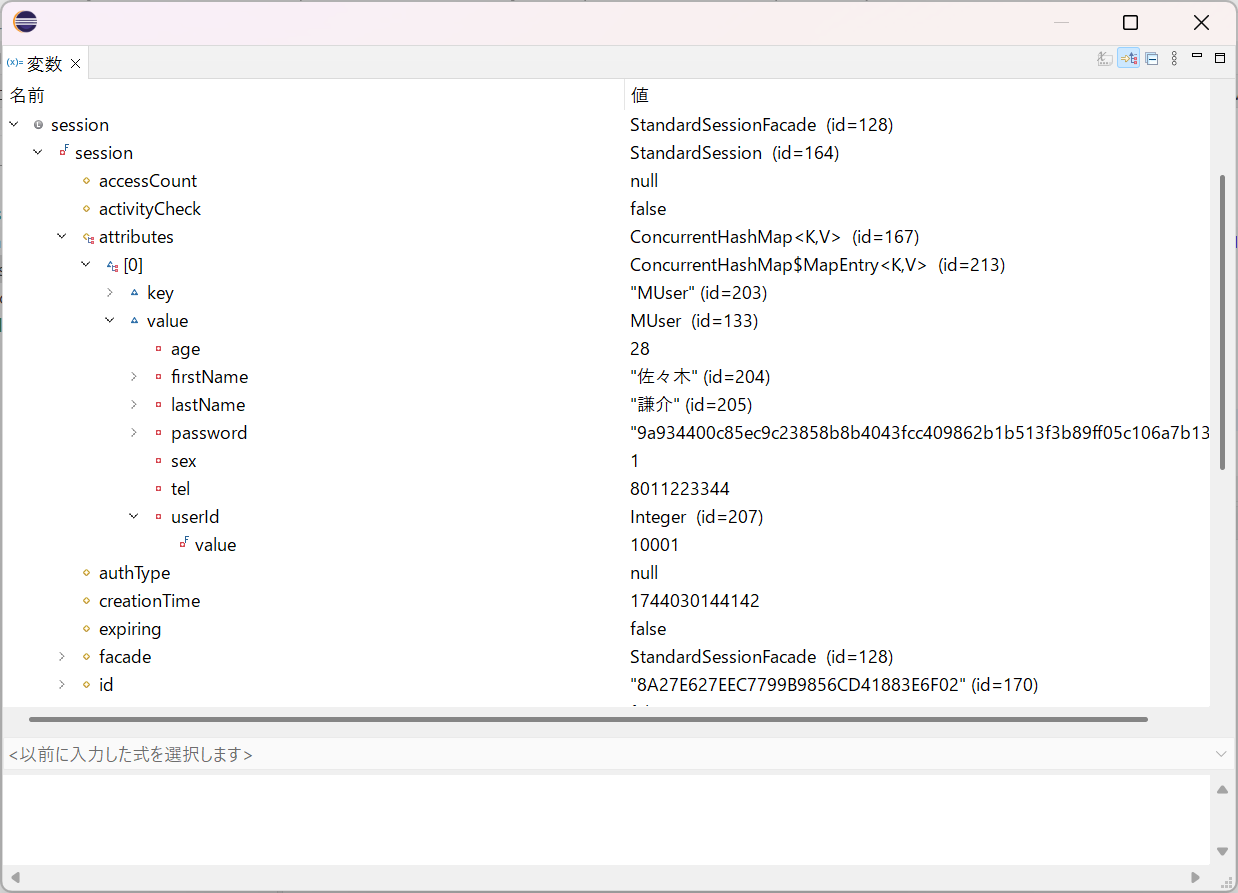 (x)= 変数
名前 値
session StandardSessionFacade (id=128)
session StandardSession (id=164)
accessCount null
activityCheck false
attributes ConcurrentHashMap<K,V> (id=167)
[0] ConcurrentHashMap$MapEntry<K,V> (id=213)
key "MUser" (id=203)
value MUser (id=133)
age 28
firstName "佐々木" (id=204)
lastName "謙介" (id=205)
password "9a934400c85ec9c23858b8b4043fcc409862b1b513f3b89ff05c106a7b13
sex 1
tel 8011223344
userId Integer (id=207)
value 10001
authType null
creationTime 1744030144142
expiring false
facade StandardSessionFacade (id=128)
id "8A27E627EEC7799B9856CD41883E6F02" (id=170)
<以前に入力した式を選択します>